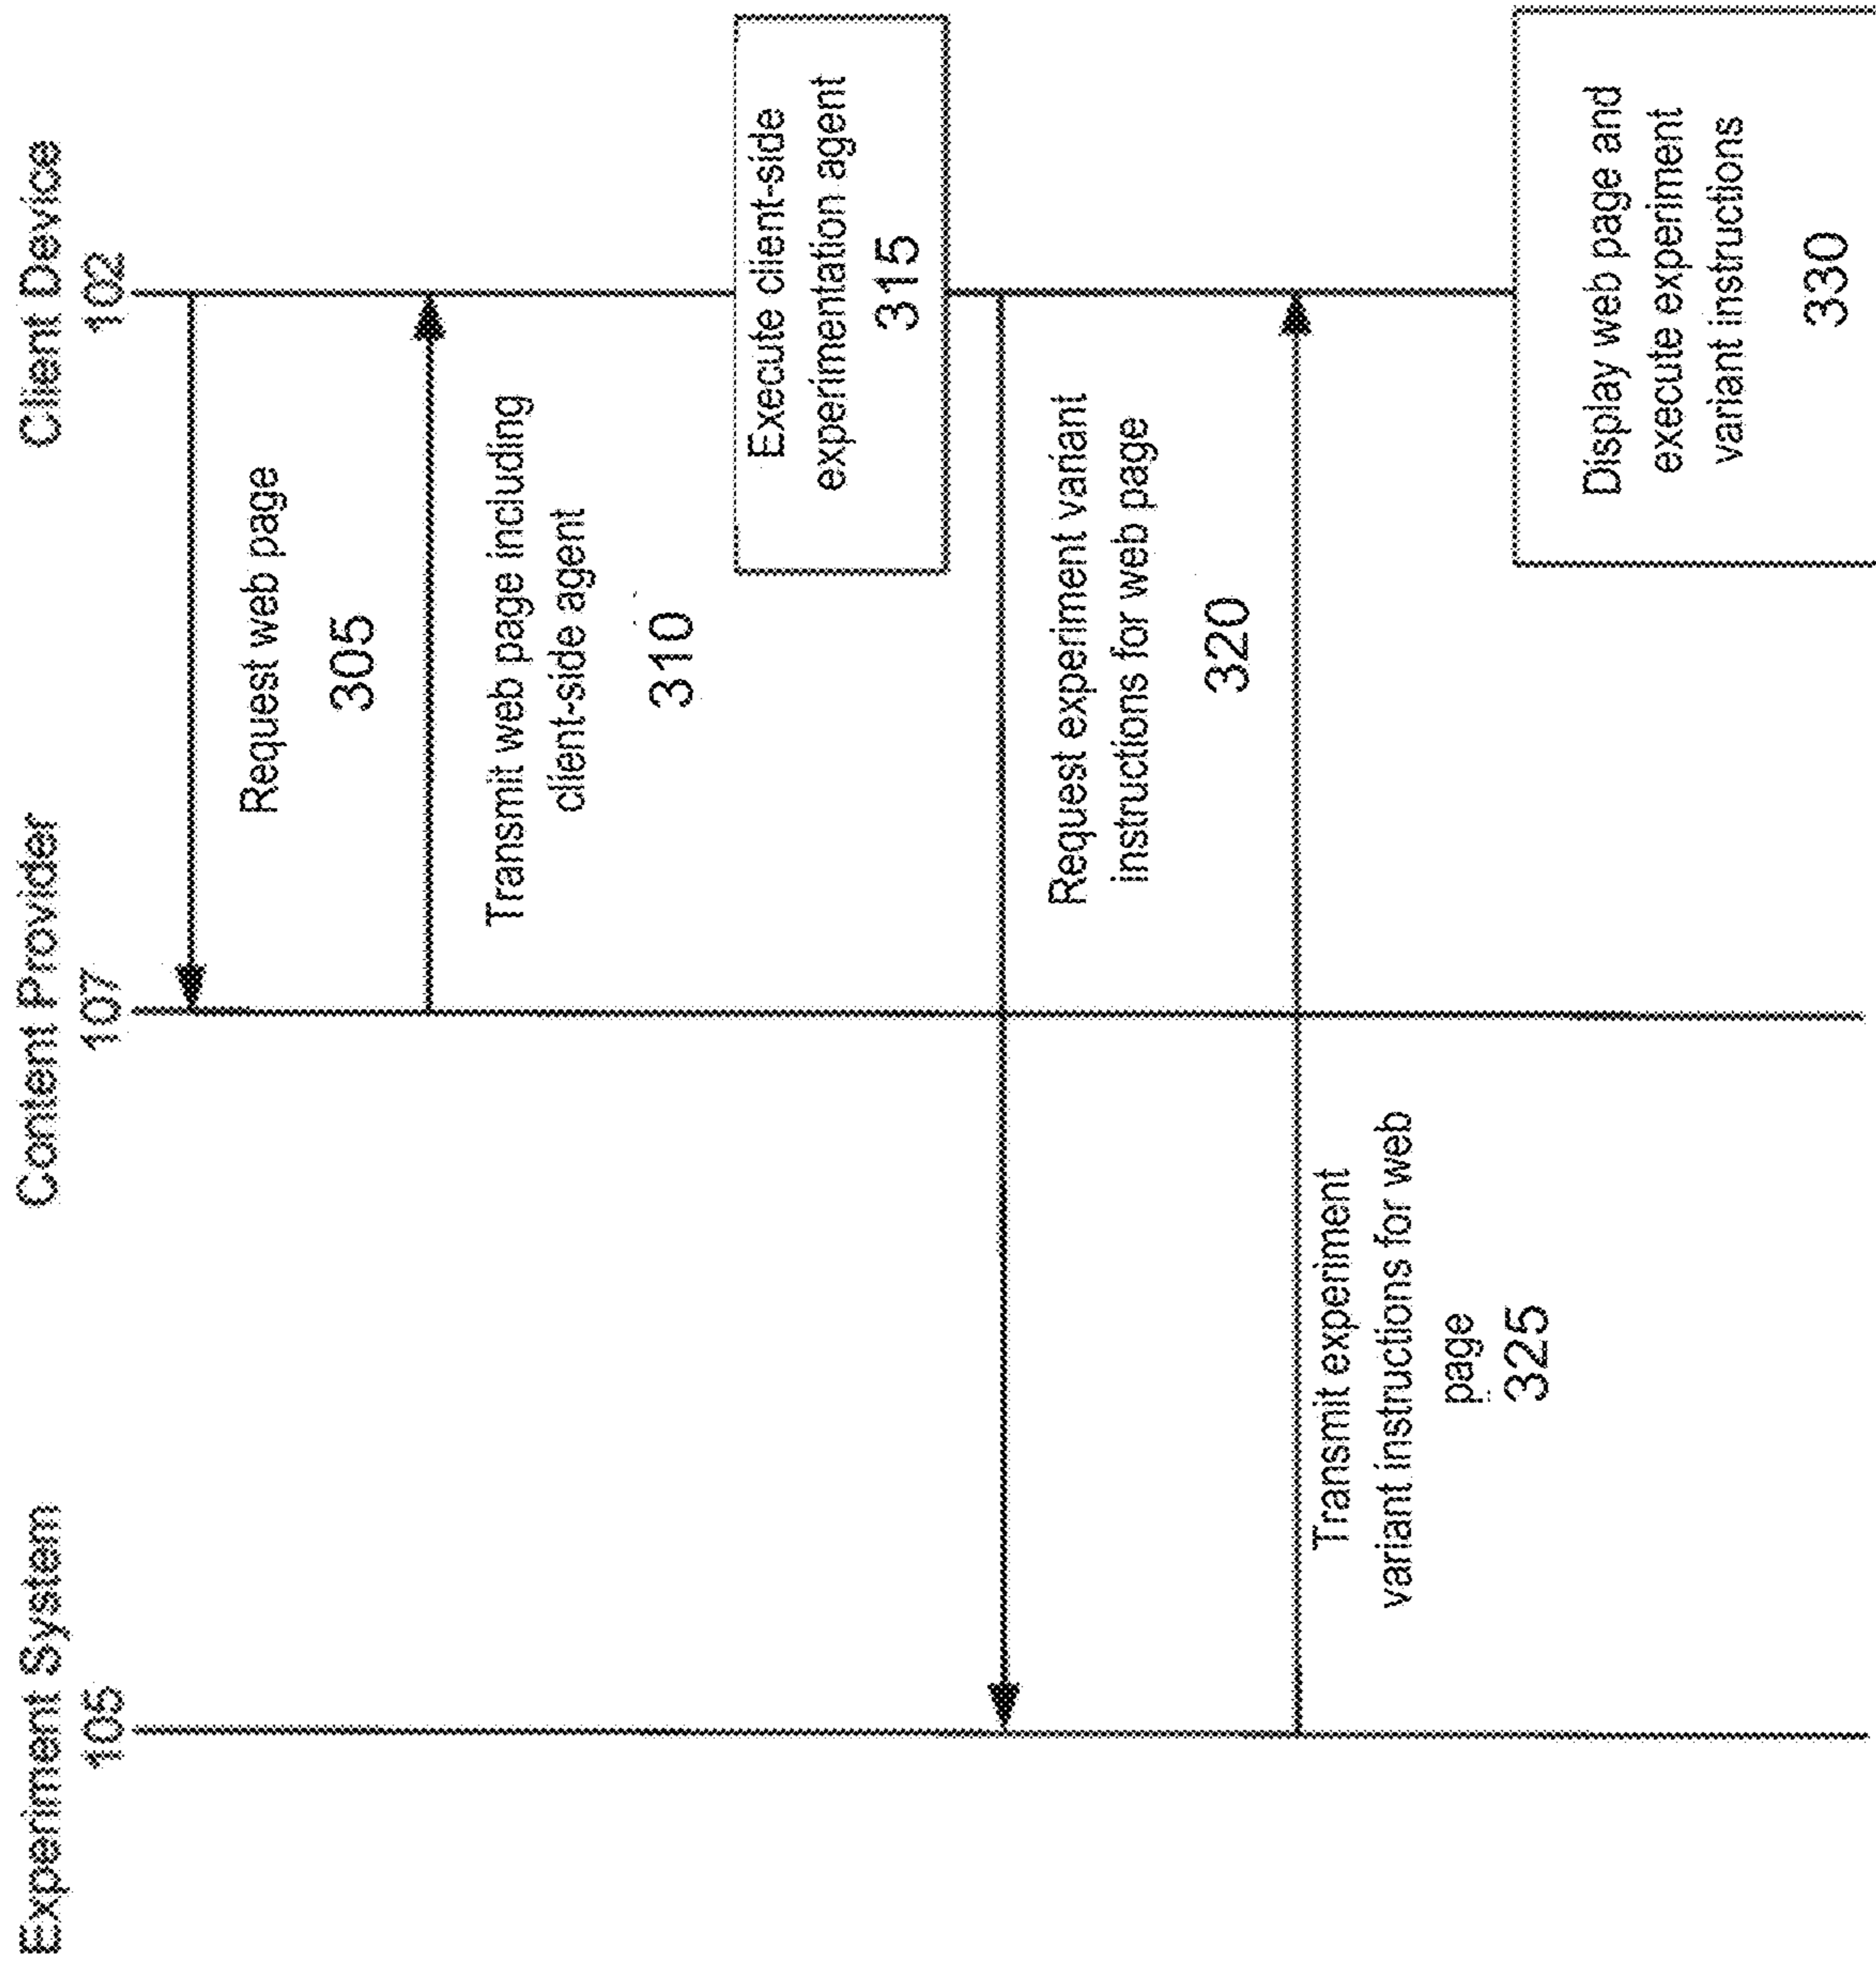 Experiment System
105
Content Provider
107
Client Device
102
Request web page
305
Transmit web page including
client-side agent
310
Execute client-side
experimentation agent
315
Request experiment variant
instructions for web page
320
Transmit experiment
variant instructions for web
page
325
Display web page and
execute experiment
variant instructions
330